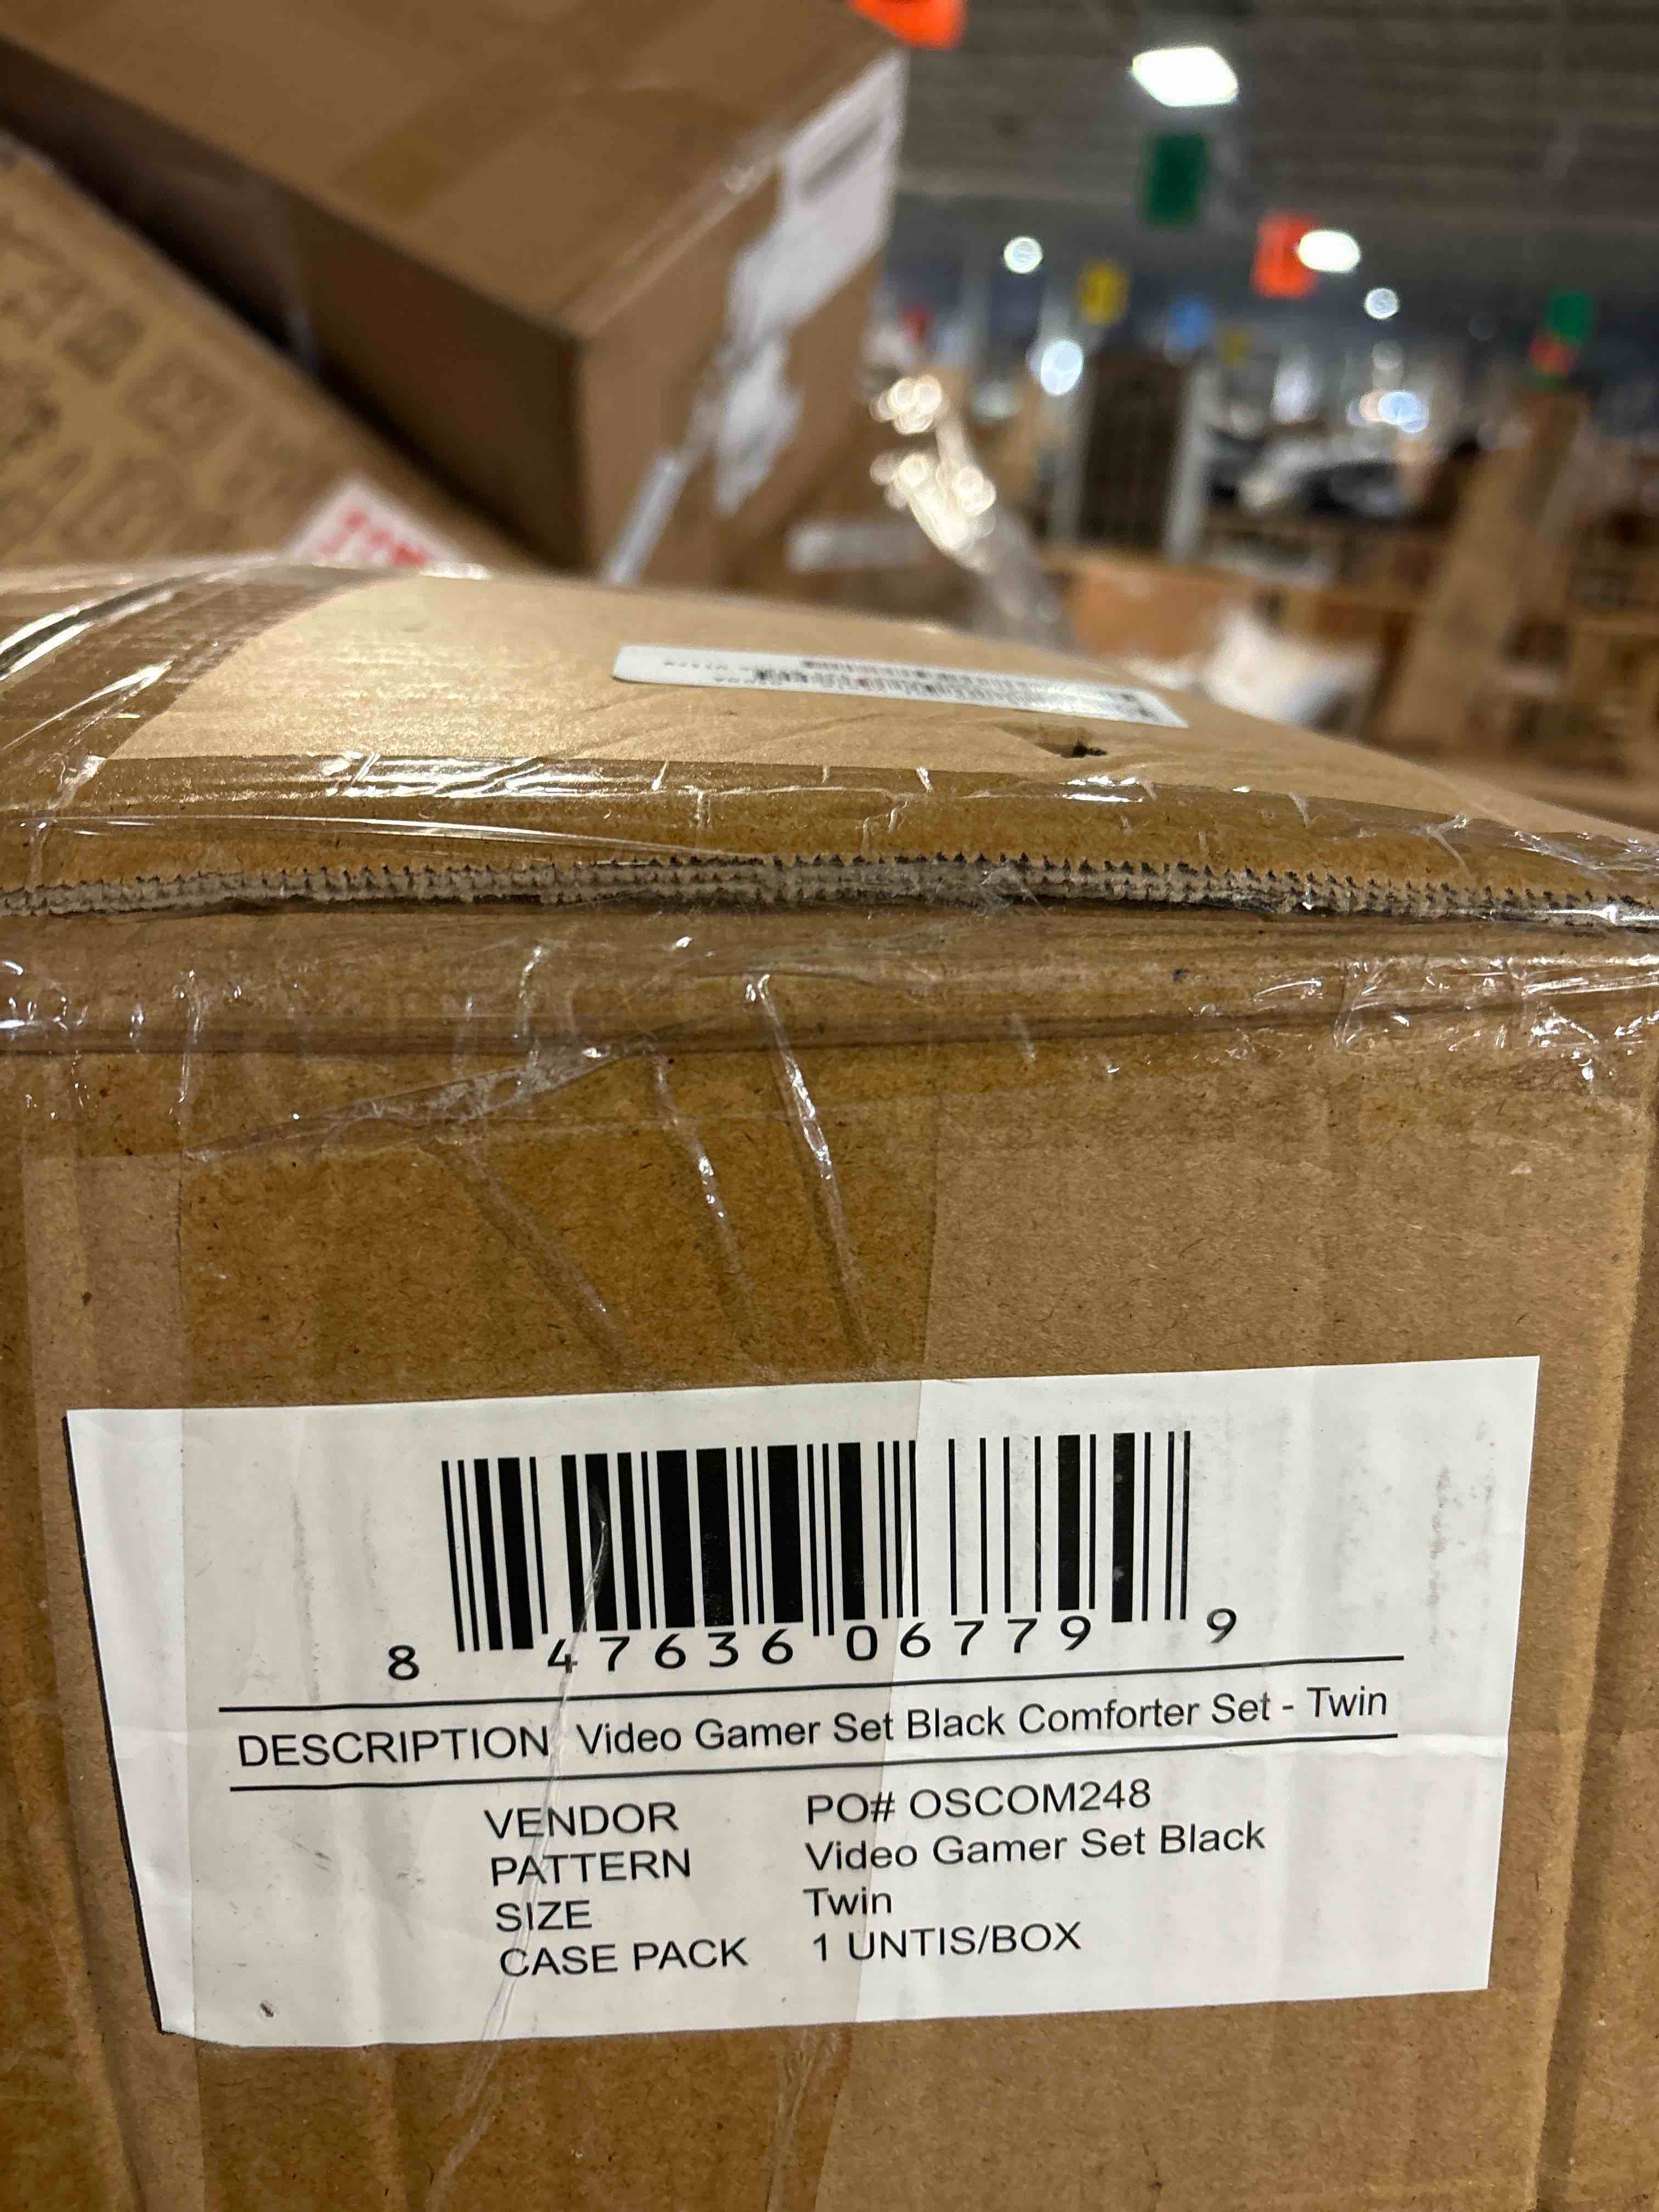 8 47636 06779 9
DESCRIPTION Video Gamer Set Black Comforter Set - Twin
VENDOR PO# OSCOM248
PATTERN Video Gamer Set Black
SIZE Twin
CASE PACK 1 UNTIS/BOX